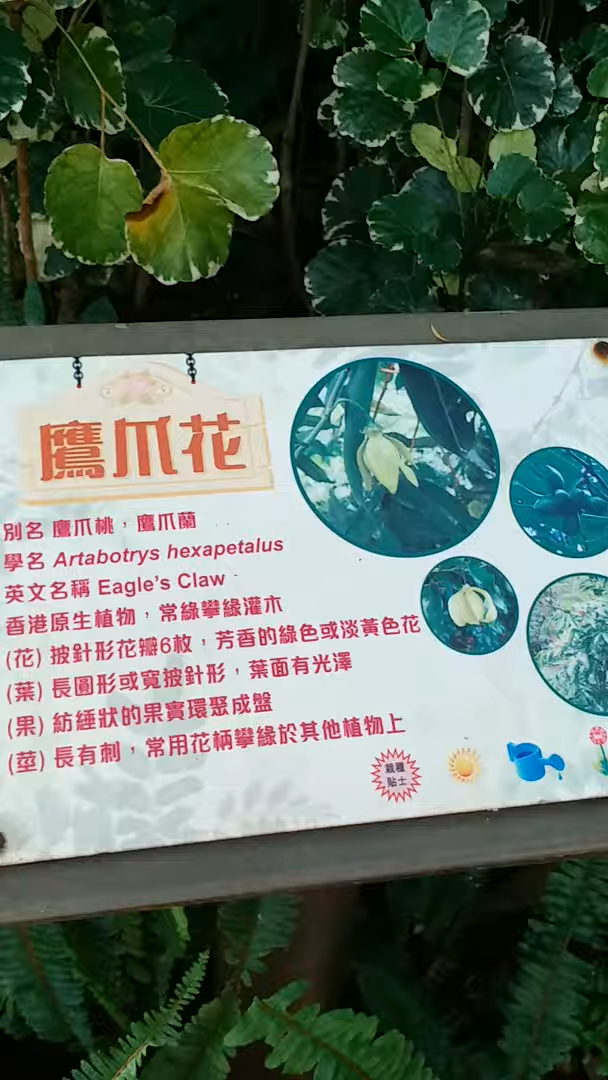 鷹爪花
別名 鷹爪桃，鷹爪蘭
學名 Artabotrys hexapetalus
英文名稱 Eagle's Claw
香港原生植物，常綠攀緣灌木
(花) 披針形花瓣6枚，芳香的綠色或淡黃色花
(葉) 長圓形或寬披針形，葉面有光澤
(果) 紡綞狀的果實環聚成盤
(莖) 長有刺，常用花柄攀緣於其他植物上
栽種
貼士